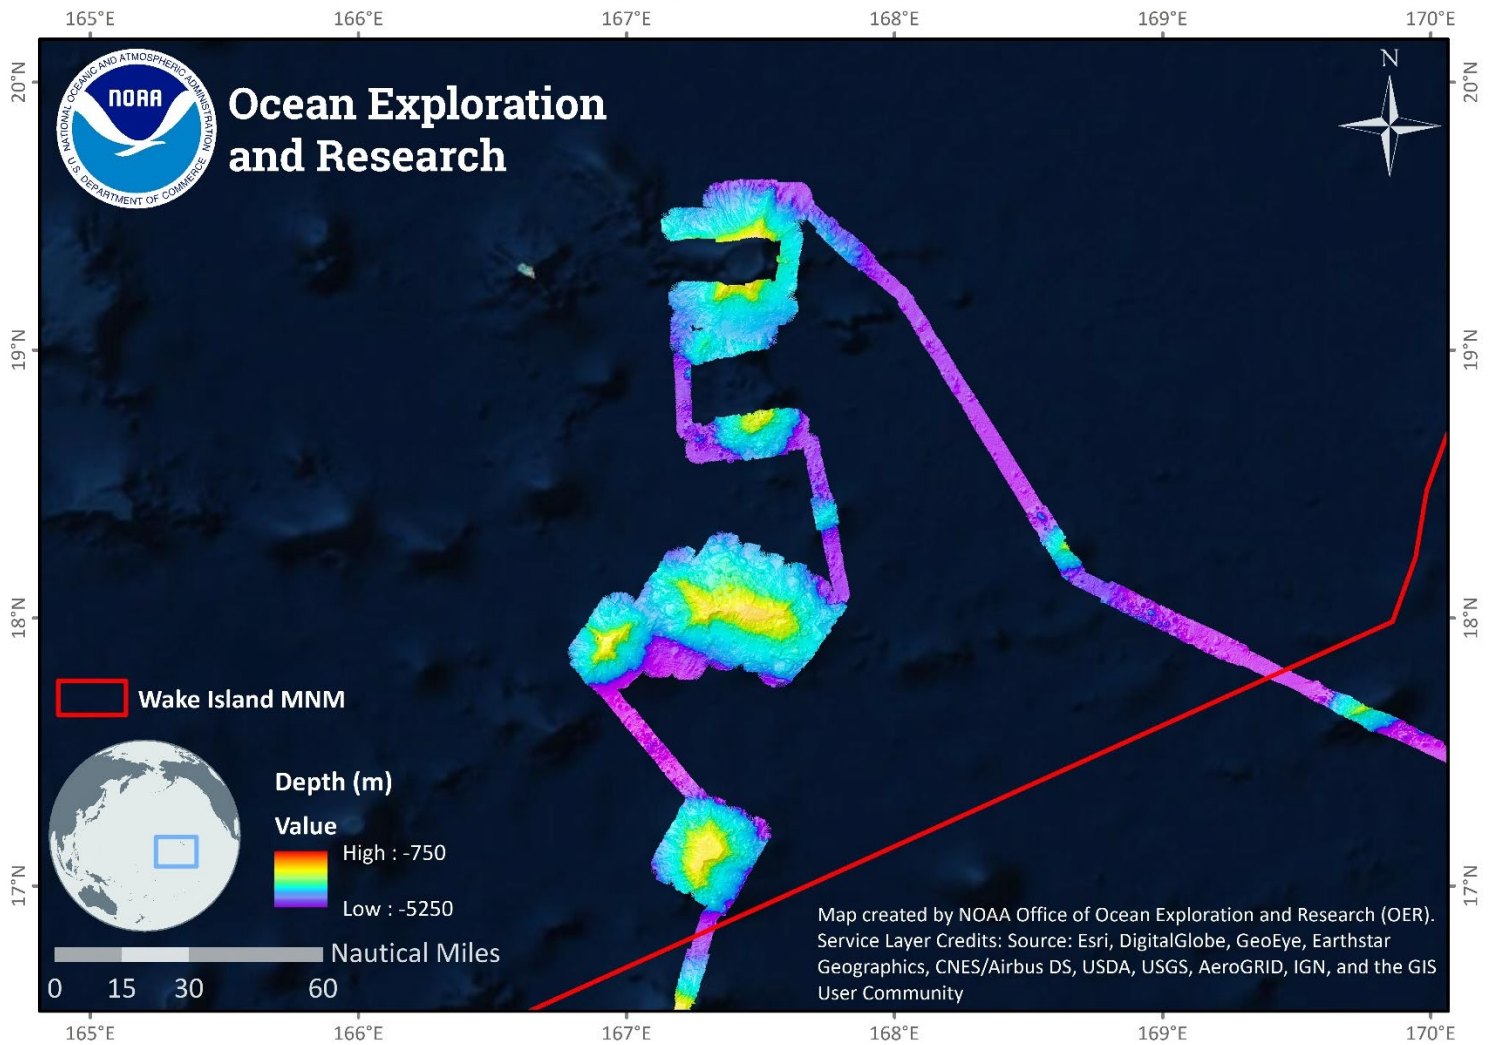 165°E 166°E 167°E 168°E 169°E 170°E
20°N
20°N
N
NATIONAL OCEANIC AND ATMOSPHERIC ADMINISTRATION
NOAA
U.S. DEPARTMENT OF COMMERCE
Ocean Exploration
and Research
19°N
19°N
18°N
18°N
Wake Island MNM
Depth (m)
Value
High : -750
Low : -5250
17°N
17°N
Nautical Miles
0 15 30 60
Map created by NOAA Office of Ocean Exploration and Research (OER).
Service Layer Credits: Source: Esri, DigitalGlobe, GeoEye, Earthstar
Geographics, CNES/Airbus DS, USDA, USGS, AeroGRID, IGN, and the GIS
User Community
165°E 166°E 167°E 168°E 169°E 170°E